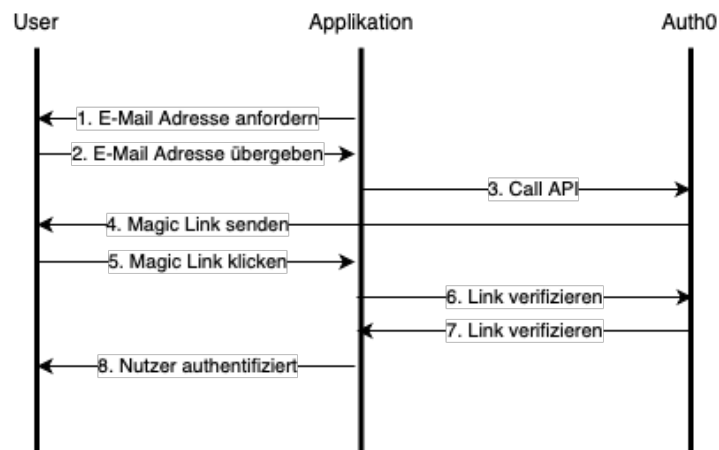 User Applikation Auth0
1. E-Mail Adresse anfordern
2. E-Mail Adresse übergeben
3. Call API
4. Magic Link senden
5. Magic Link klicken
6. Link verifizieren
7. Link verifizieren
8. Nutzer authentifiziert